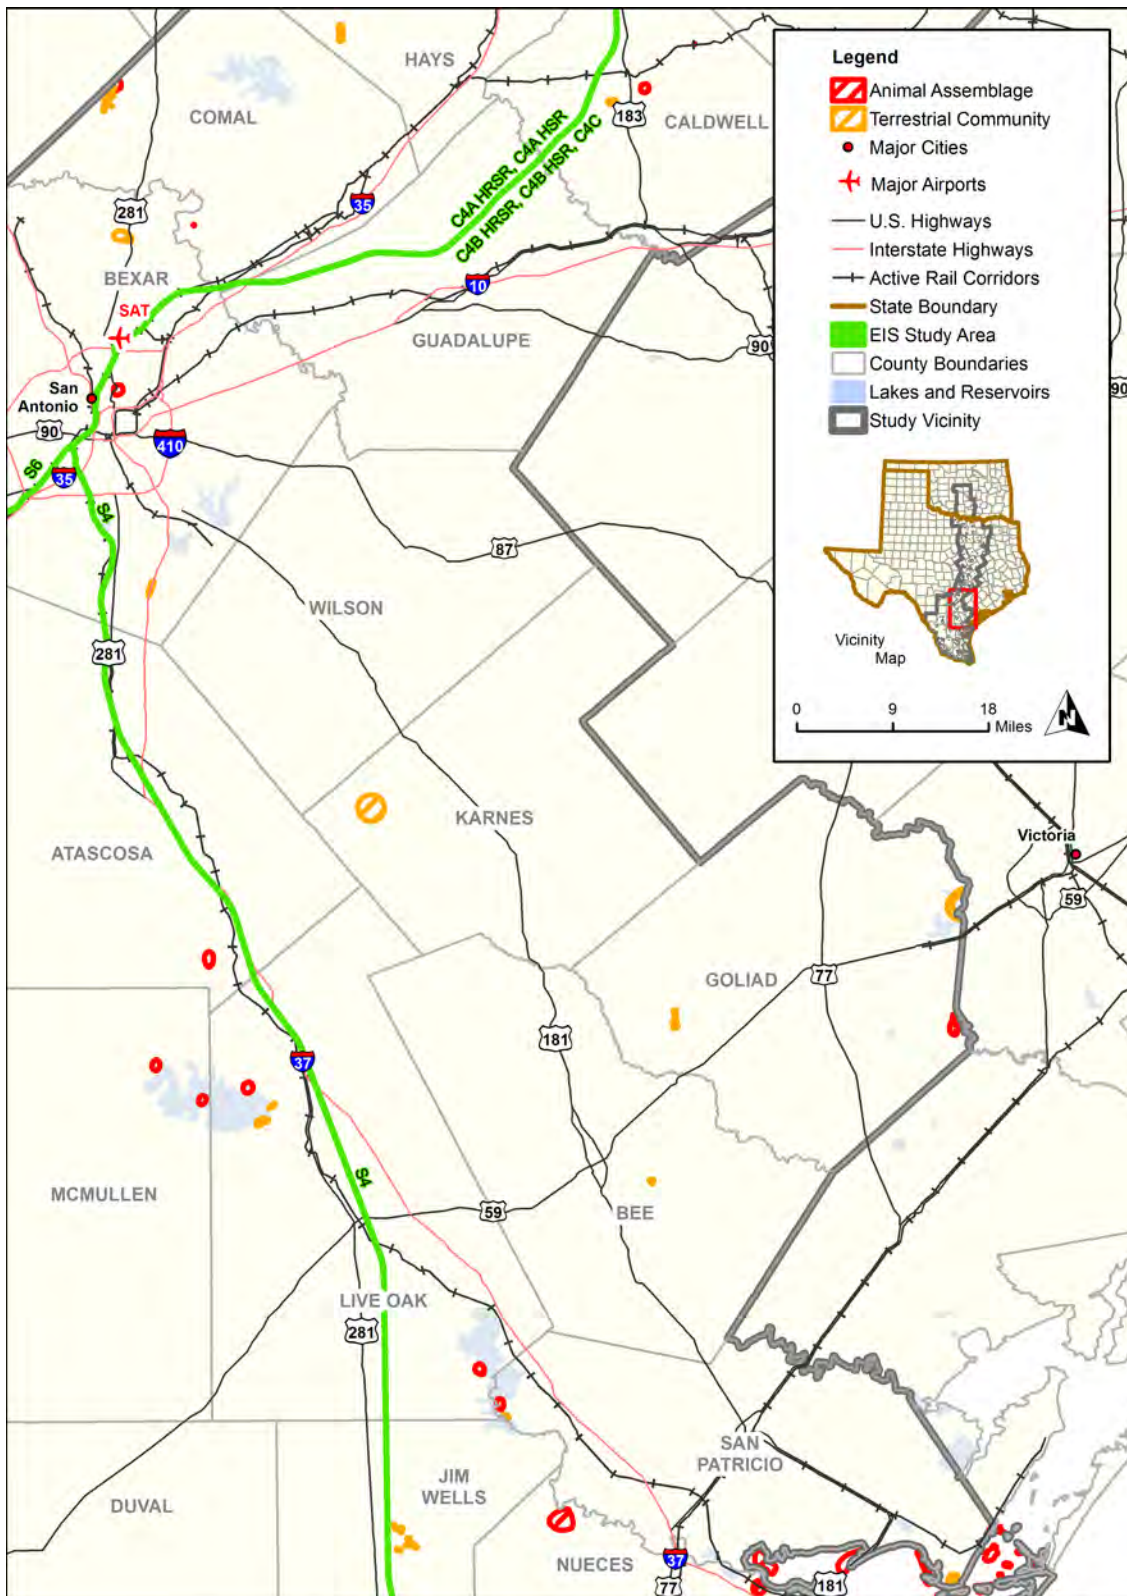 HAYS
COMAL
183
CALDWELL
C4A HRSR, C4A HSR
C4B HRSR, C4B HSR, C4C
35
281
BEXAR
SAT
10
GUADALUPE
90
90
San
Antonio
90
410
S6
35
S4
87
WILSON
281
KARNES
ATASCOSA
Victoria
59
GOLIAD
77
181
37
MCMULLEN
S4
59
BEE
LIVE OAK
281
SAN
PATRICIO
JIM
WELLS
DUVAL
NUECES
37
77
181
Legend
Animal Assemblage
Terrestrial Community
Major Cities
Major Airports
U.S. Highways
Interstate Highways
Active Rail Corridors
State Boundary
EIS Study Area
County Boundaries
Lakes and Reservoirs
Study Vicinity
Vicinity
Map
0 9 18
Miles
N